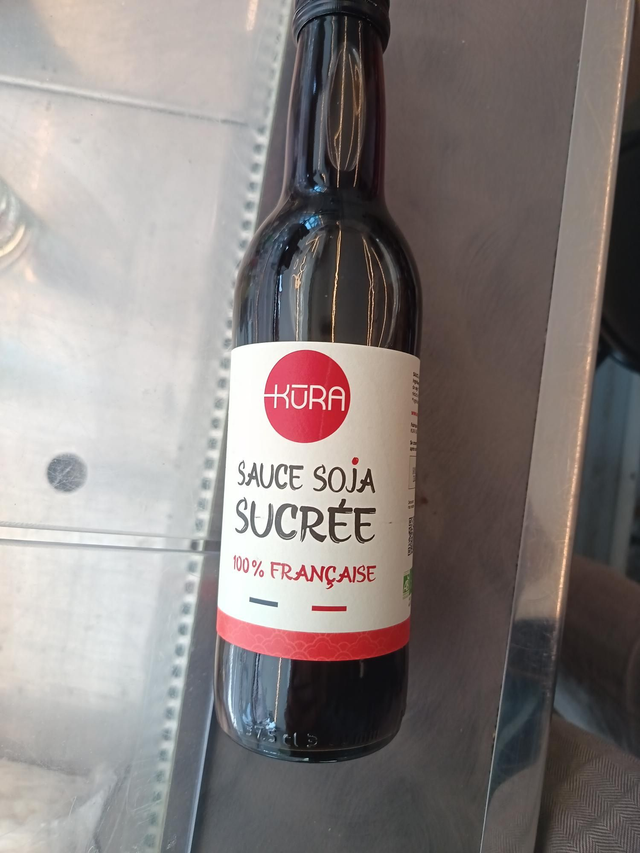 KŪRA
SAUCE SOJA
SUCRÉE
100% FRANÇAISE